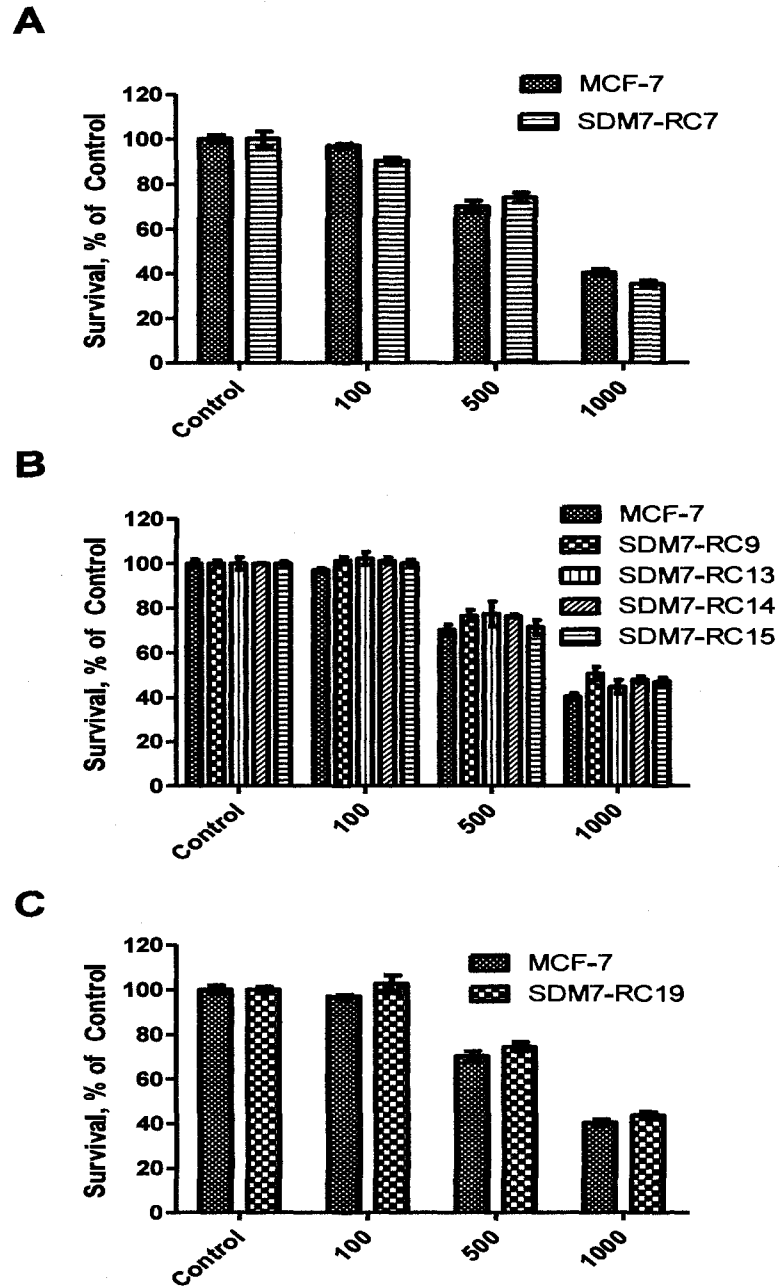 A
MCF-7
SDM7-RC7
Survival, % of Control
120
100
80
60
40
20
0
Control
100
500
1000
B
MCF-7
SDM7-RC9
SDM7-RC13
SDM7-RC14
SDM7-RC15
Survival, % of Control
120
100
80
60
40
20
0
Control
100
500
1000
C
MCF-7
SDM7-RC19
Survival, % of Control
120
100
80
60
40
20
0
Control
100
500
1000